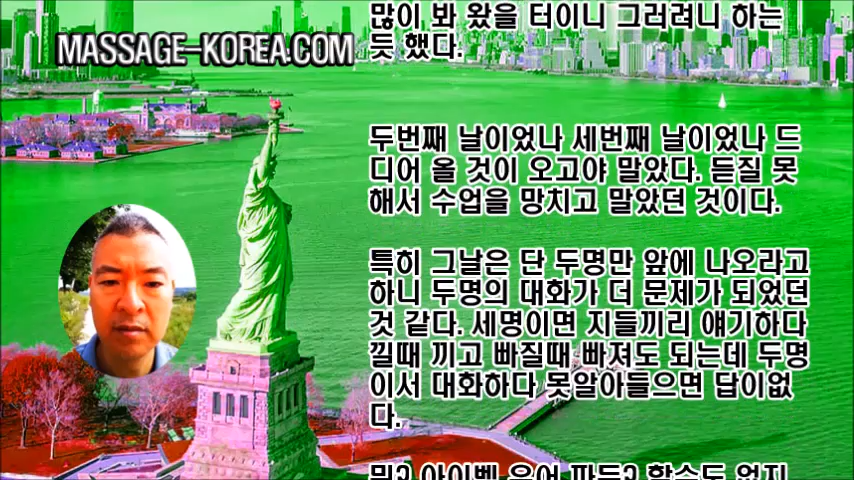 많이 봐 왔을 터이니 그러려니 하는
듯 했다.
MASSAGE-KOREA.COM
두번째 날이었나 세번째 날이었나 드
디어 올 것이 오고야 말았다. 듣질 못
해서 수업을 망치고 말았던 것이다.
특히 그날은 단 두명만 앞에 나오라고
하니 두명의 대화가 더 문제가 되었던
것 같다. 세명이면 지들끼리 얘기하다
낄때 끼고 빠질때 빠져도 되는데 두명
이서 대화하다 못알아들으면 답이없
다.